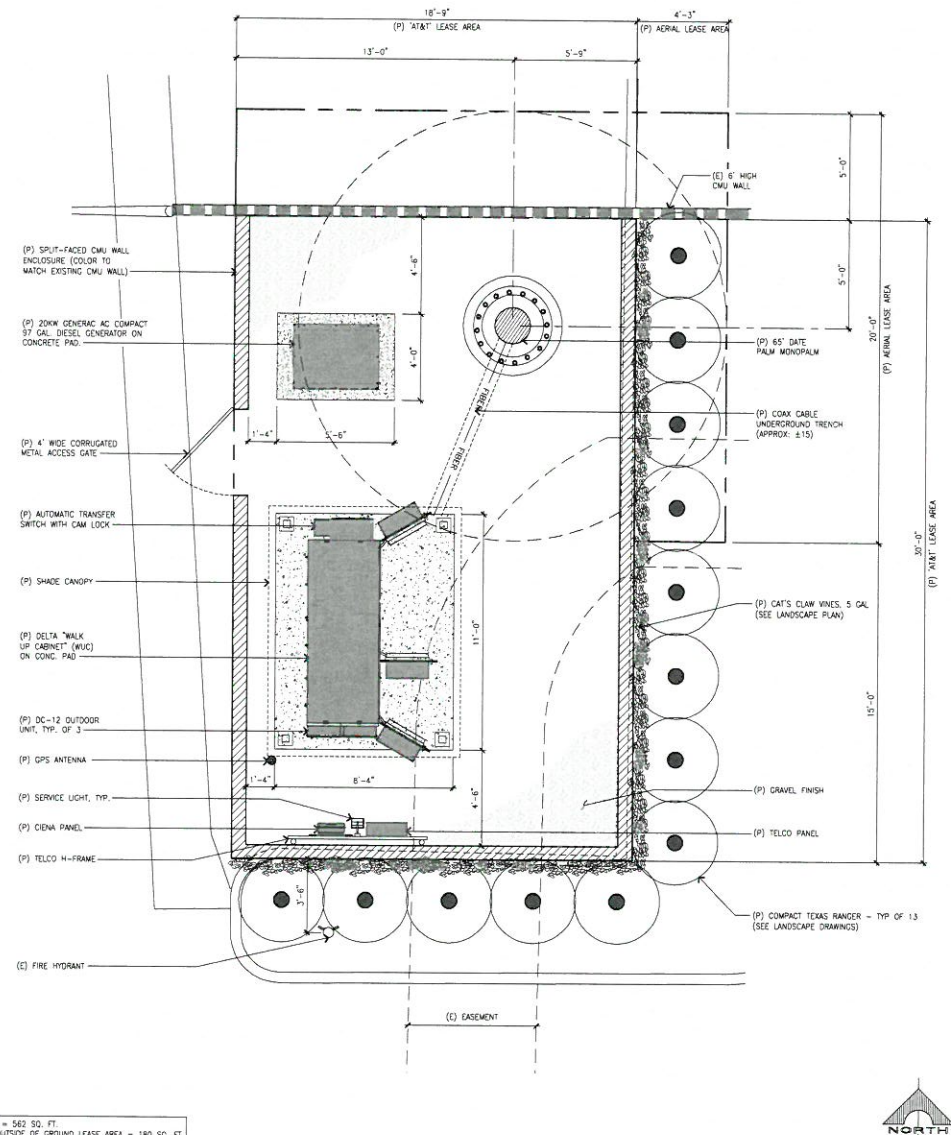 18'-9"
(P) 'AT&T' LEASE AREA
4'-3"
(P) AERIAL LEASE AREA
13'-0"
5'-9"
5'-0"
(E) 6' HIGH
CMU WALL
(P) SPLIT-FACED CMU WALL
ENCLOSURE (COLOR TO
MATCH EXISTING CMU WALL)
4'-6"
5'-0"
20'-0"
(P) AERIAL LEASE AREA
(P) 20KW GENERAC AC COMPACT
97 GAL. DIESEL GENERATOR ON
CONCRETE PAD.
4'-0"
(P) 65' DATE
PALM MONOPALM
FIBER
FIBER
(P) COAX CABLE
UNDERGROUND TRENCH
(APPROX: ±15)
1'-4"
5'-6"
(P) 4' WIDE CORRUGATED
METAL ACCESS GATE
(P) AUTOMATIC TRANSFER
SWITCH WITH CAM LOCK
30'-0"
(P) 'AT&T' LEASE AREA
(P) SHADE CANOPY
(P) CAT'S CLAW VINES, 5 GAL
(SEE LANDSCAPE PLAN)
(P) DELTA "WALK
UP CABINET" (WUC)
ON CONC. PAD
11'-0"
15'-0"
(P) DC-12 OUTDOOR
UNIT, TYP. OF 3
(P) GPS ANTENNA
1'-4"
8'-4"
4'-6"
(P) SERVICE LIGHT, TYP.
(P) GRAVEL FINISH
(P) CIENA PANEL
(P) TELCO PANEL
(P) TELCO H-FRAME
3'-6"
(P) COMPACT TEXAS RANGER - TYP OF 13
(SEE LANDSCAPE DRAWINGS)
(E) FIRE HYDRANT
(E) EASEMENT
= 562 SQ. FT.
OUTSIDE OF GROUND LEASE AREA = 180 SQ. FT.
NORTH